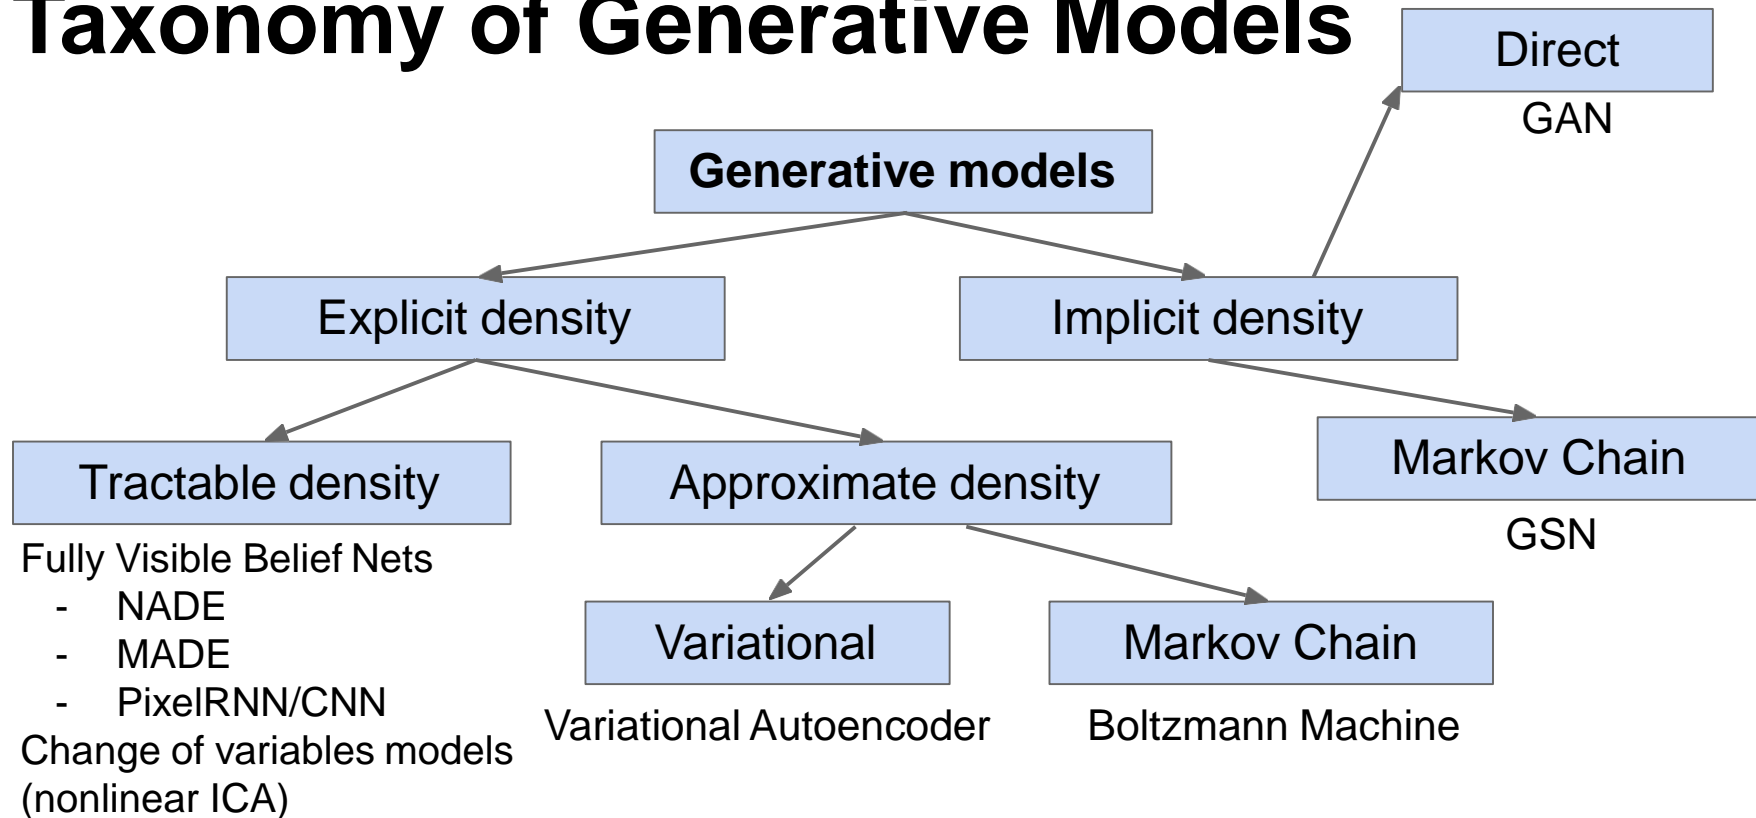 Taxonomy of Generative Models
Direct
GAN
Generative models
Explicit density
Implicit density
Tractable density
Approximate density
Markov Chain
GSN
Fully Visible Belief Nets
- NADE
- MADE
- PixelRNN/CNN
Change of variables models
(nonlinear ICA)
Variational
Variational Autoencoder
Markov Chain
Boltzmann Machine